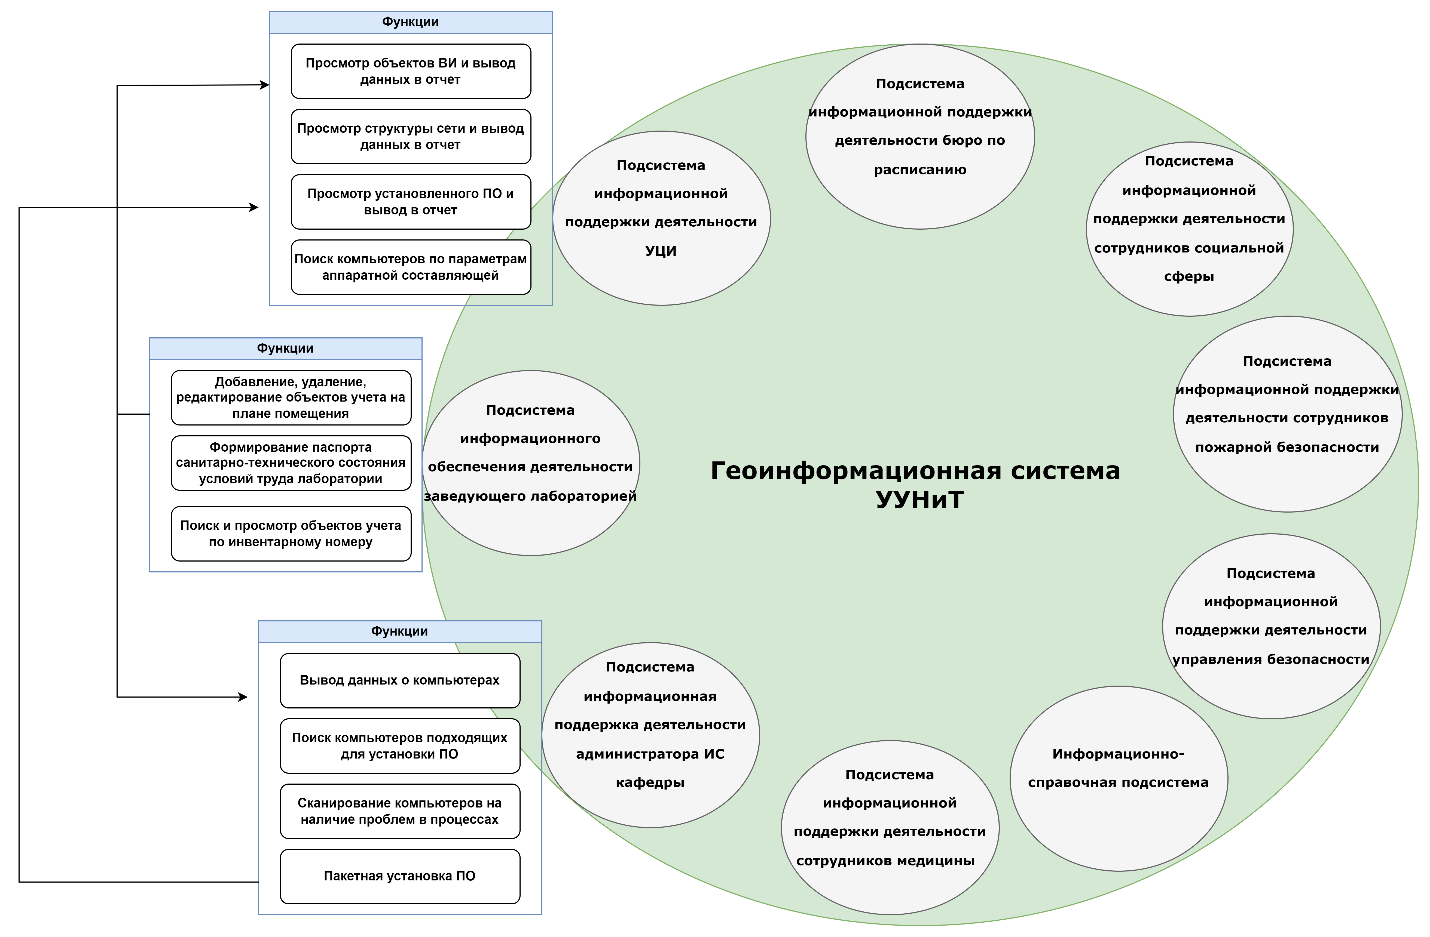 Функции
Просмотр объектов ВИ и вывод
данных в отчет
Просмотр структуры сети и вывод
данных в отчет
Просмотр установленного ПО и
вывод в отчет
Поиск компьютеров по параметрам
аппаратной составляющей
Функции
Добавление, удаление,
редактирование объектов учета на
плане помещения
Формирование паспорта
санитарно-технического состояния
условий труда лаборатории
Поиск и просмотр объектов учета
по инвентарному номеру
Функции
Вывод данных о компьютерах
Поиск компьютеров подходящих
для установки ПО
Сканирование компьютеров на
наличие проблем в процессах
Пакетная установка ПО
Подсистема
информационной поддержки
деятельности бюро по
расписанию
Подсистема
информационной
поддержки деятельности
УЦИ
Подсистема
информационной
поддержки деятельности
сотрудников социальной
сферы
Подсистема
информационной поддержки
деятельности сотрудников
пожарной безопасности
Подсистема
информационного
обеспечения деятельности
заведующего лабораторией
Геоинформационная система
УУНиТ
Подсистема
информационной
поддержки деятельности
управления безопасности
Подсистема
информационная
поддержка деятельности
администратора ИС
кафедры
Информационно-
справочная подсистема
Подсистема
информационной
поддержки деятельности
сотрудников медицины